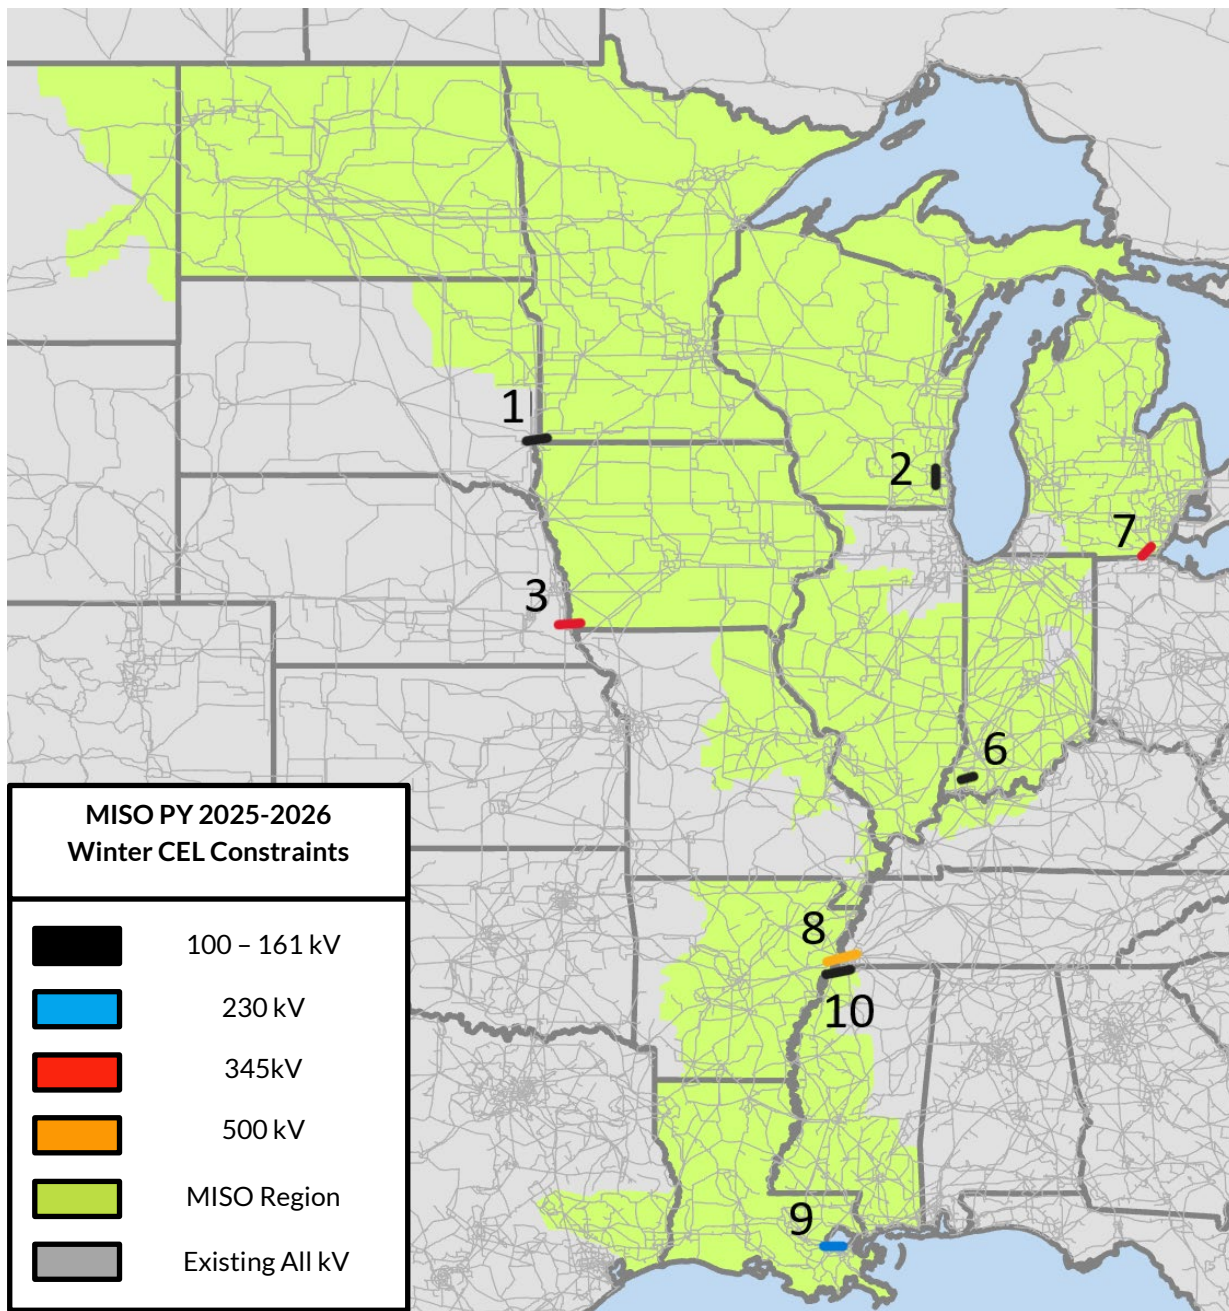 1
2
7
3
6
8
10
9
MISO PY 2025-2026
Winter CEL Constraints
100 – 161 kV
230 kV
345kV
500 kV
MISO Region
Existing All kV